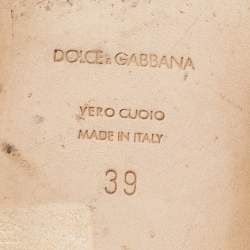 DOLCE & GABBANA
VERO CUOIO
MADE IN ITALY
39